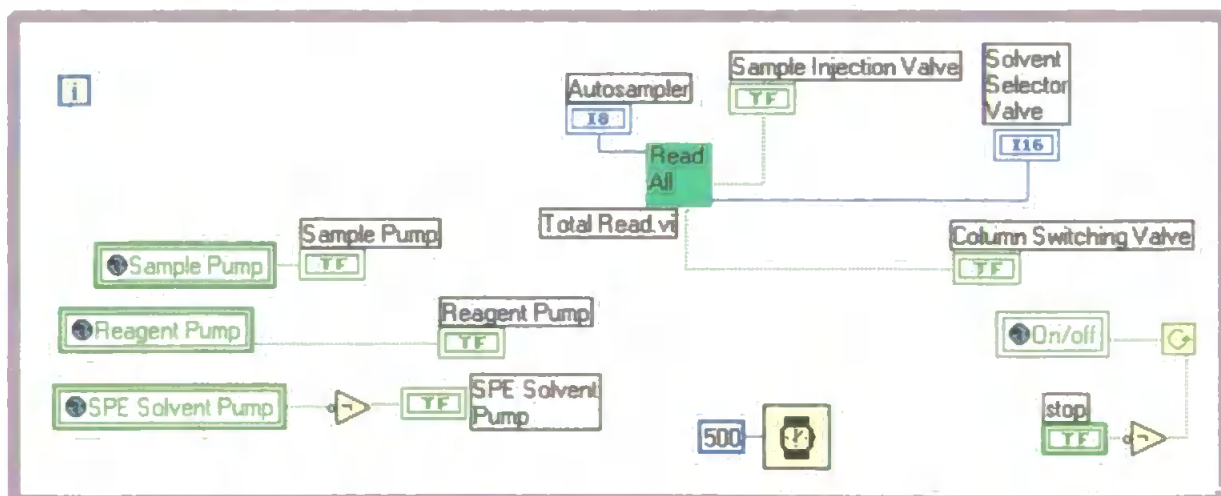 i
Autosampler
I8
Sample Injection Valve
TF
Solvent
Selector
Valve
I16
Read
All
Total Read.vi
Sample Pump
Sample Pump
TF
Column Switching Valve
TF
Reagent Pump
Reagent Pump
TF
On/off
SPE Solvent Pump
TF
SPE Solvent
Pump
500
stop
TF